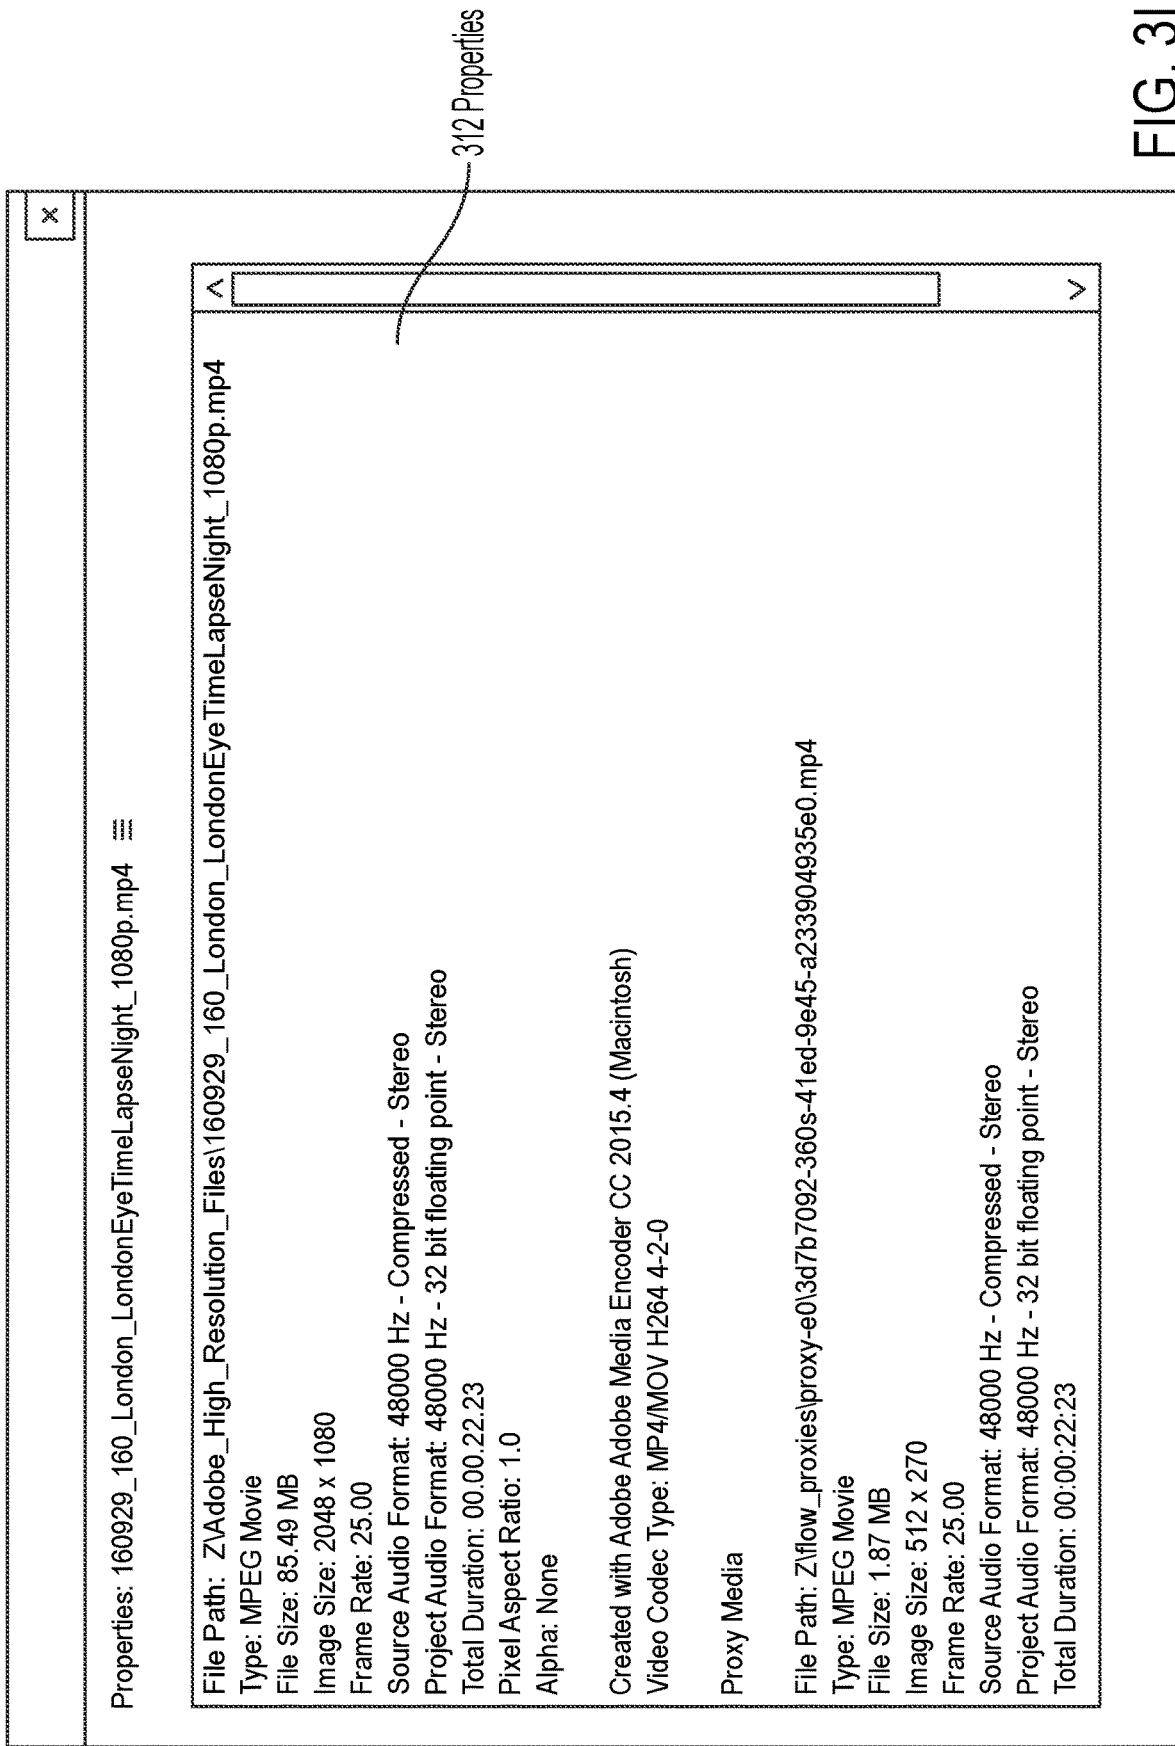 x
Properties: 160929_160_London_LondonEyeTimeLapseNight_1080p.mp4
File Path: Z\Adobe_High_Resolution_Files\160929_160_London_LondonEyeTimeLapseNight_1080p.mp4
Type: MPEG Movie
File Size: 85.49 MB
Image Size: 2048 x 1080
Frame Rate: 25.00
Source Audio Format: 48000 Hz - Compressed - Stereo
Project Audio Format: 48000 Hz - 32 bit floating point - Stereo
Total Duration: 00.00.22.23
Pixel Aspect Ratio: 1.0
Alpha: None
Created with Adobe Adobe Media Encoder CC 2015.4 (Macintosh)
Video Codec Type: MP4/MOV H264 4-2-0
Proxy Media
File Path: Z\flow_proxies\proxy-e0\3d7b7092-360s-41ed-9e45-a233904935e0.mp4
Type: MPEG Movie
File Size: 1.87 MB
Image Size: 512 x 270
Frame Rate: 25.00
Source Audio Format: 48000 Hz - Compressed - Stereo
Project Audio Format: 48000 Hz - 32 bit floating point - Stereo
Total Duration: 00:00:22:23
312 Properties
FIG. 3I